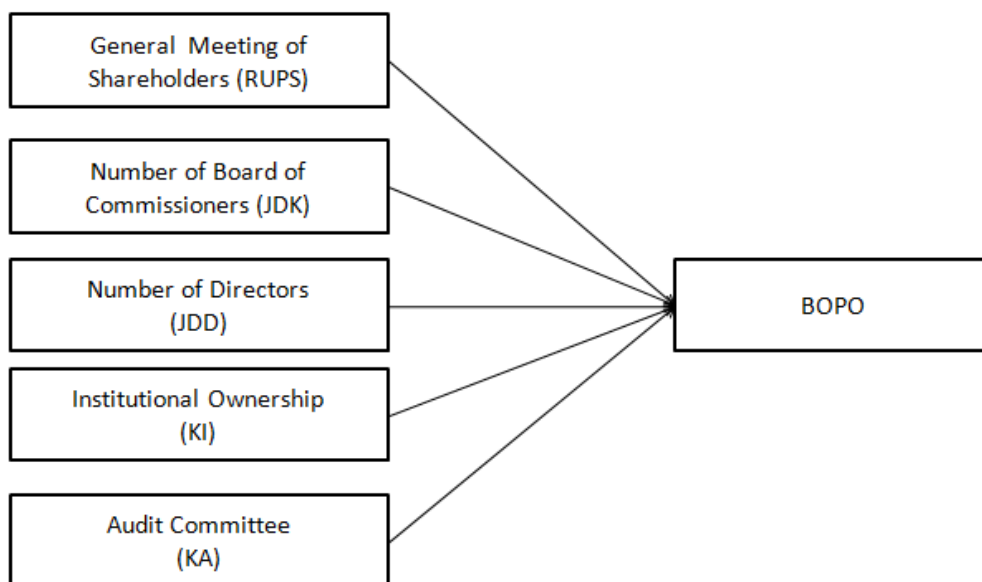 General Meeting of
Shareholders (RUPS)
Number of Board of
Commissioners (JDK)
Number of Directors
(JDD)
BOPO
Institutional Ownership
(KI)
Audit Committee
(KA)